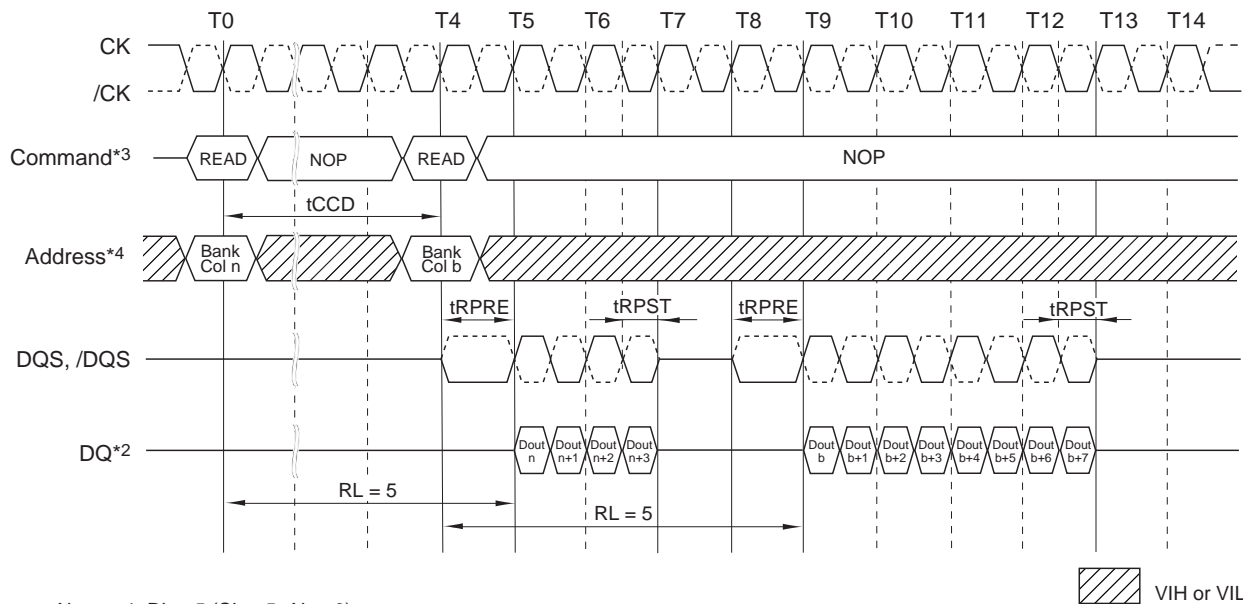 T0 T4 T5 T6 T7 T8 T9 T10 T11 T12 T13 T14
CK
/CK
Command*3 READ NOP READ NOP
tCCD
Address*4 Bank Col n Bank Col b
tRPRE tRPST tRPRE tRPST
DQS, /DQS
DQ*2 Dout n Dout n+1 Dout n+2 Dout n+3 Dout b Dout b+1 Dout b+2 Dout b+3 Dout b+4 Dout b+5 Dout b+6 Dout b+7
RL = 5
RL = 5
VIH or VIL